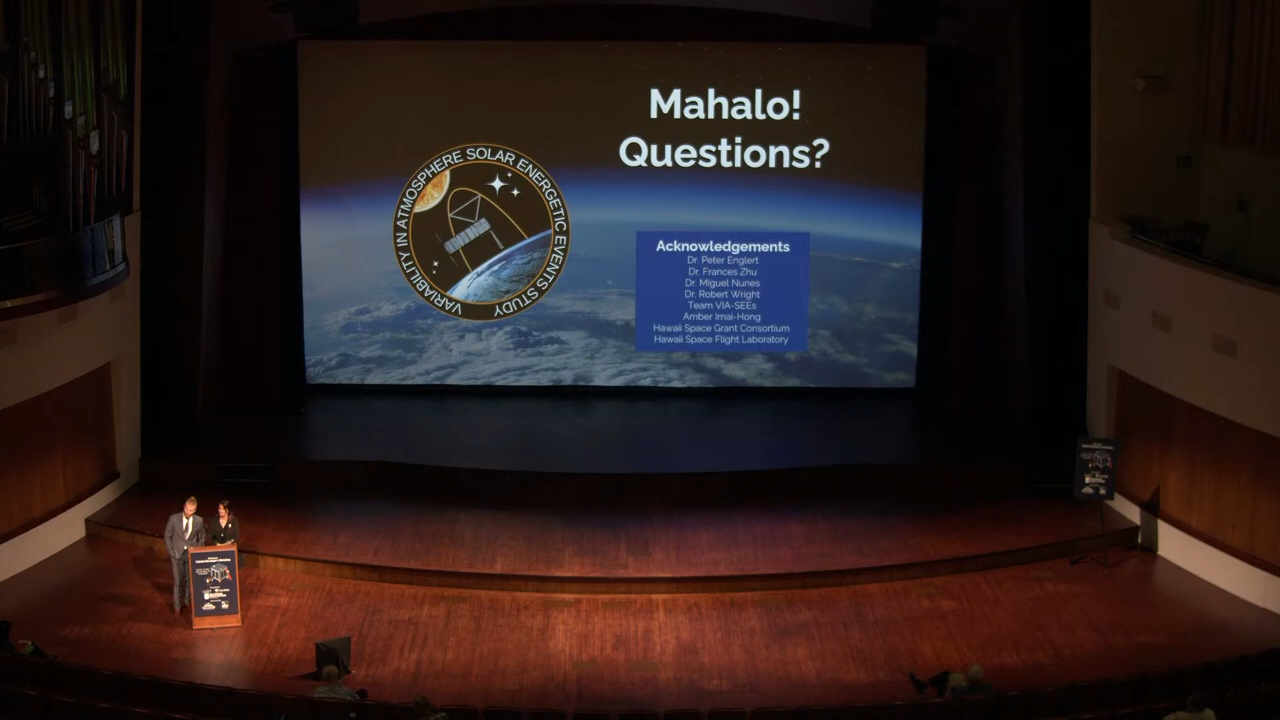 Mahalo!
Questions?
VARIABILITY IN ATMOSPHERE SOLAR ENERGETIC EVENTS STUDY
Acknowledgements
Dr. Peter Englert
Dr. Frances Zhu
Dr. Miguel Nunes
Dr. Robert Wright
Team VIA-SEEs
Amber Imai-Hong
Hawaii Space Grant Consortium
Hawaii Space Flight Laboratory